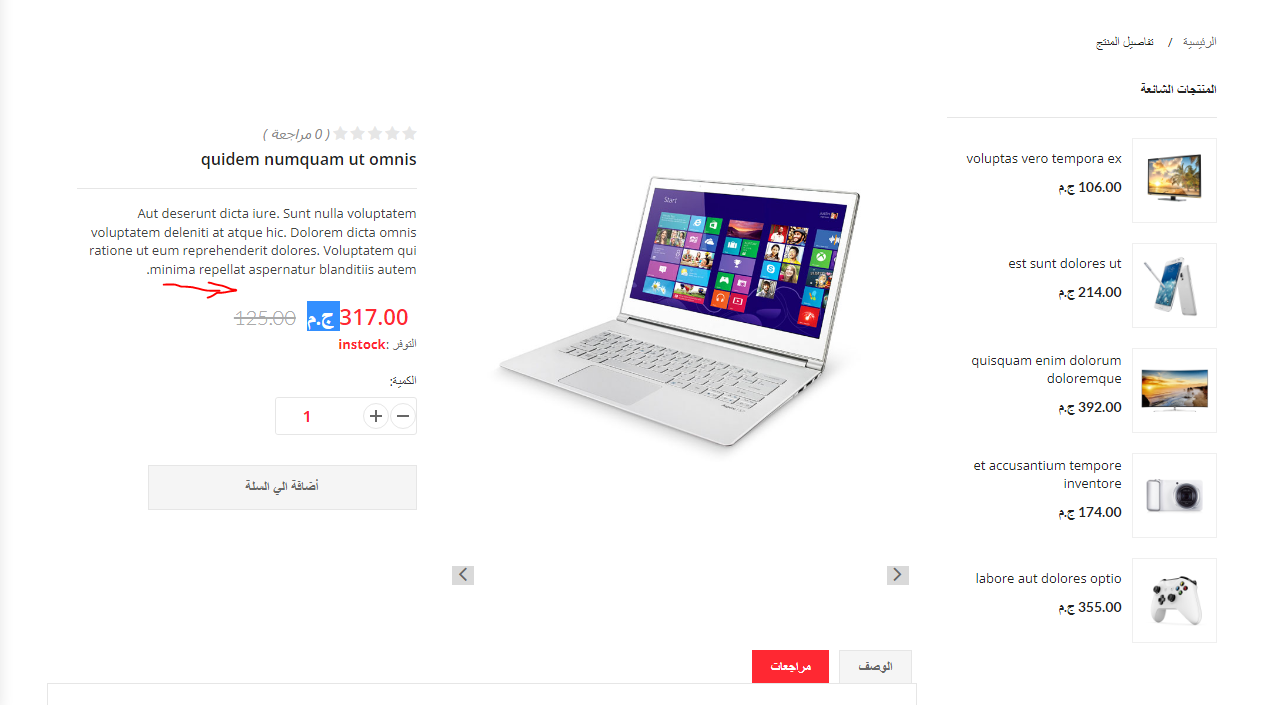 الرئيسية / تفاصيل المنتج
المنتجات الشائعة
voluptas vero tempora ex
106.00 ج.م
est sunt dolores ut
214.00 ج.م
quisquam enim dolorum
doloremque
392.00 ج.م
et accusantium tempore
inventore
174.00 ج.م
labore aut dolores optio
355.00 ج.م
Start
( 0 مراجعة )
quidem numquam ut omnis
Aut deserunt dicta iure. Sunt nulla voluptatem
voluptatem deleniti at atque hic. Dolorem dicta omnis
ratione ut eum reprehenderit dolores. Voluptatem qui
.minima repellat aspernatur blanditiis autem
317.00 ج.م 125.00
التوفر :instock
الكمية:
− + 1
أضافة الي السلة
الوصف
مراجعات